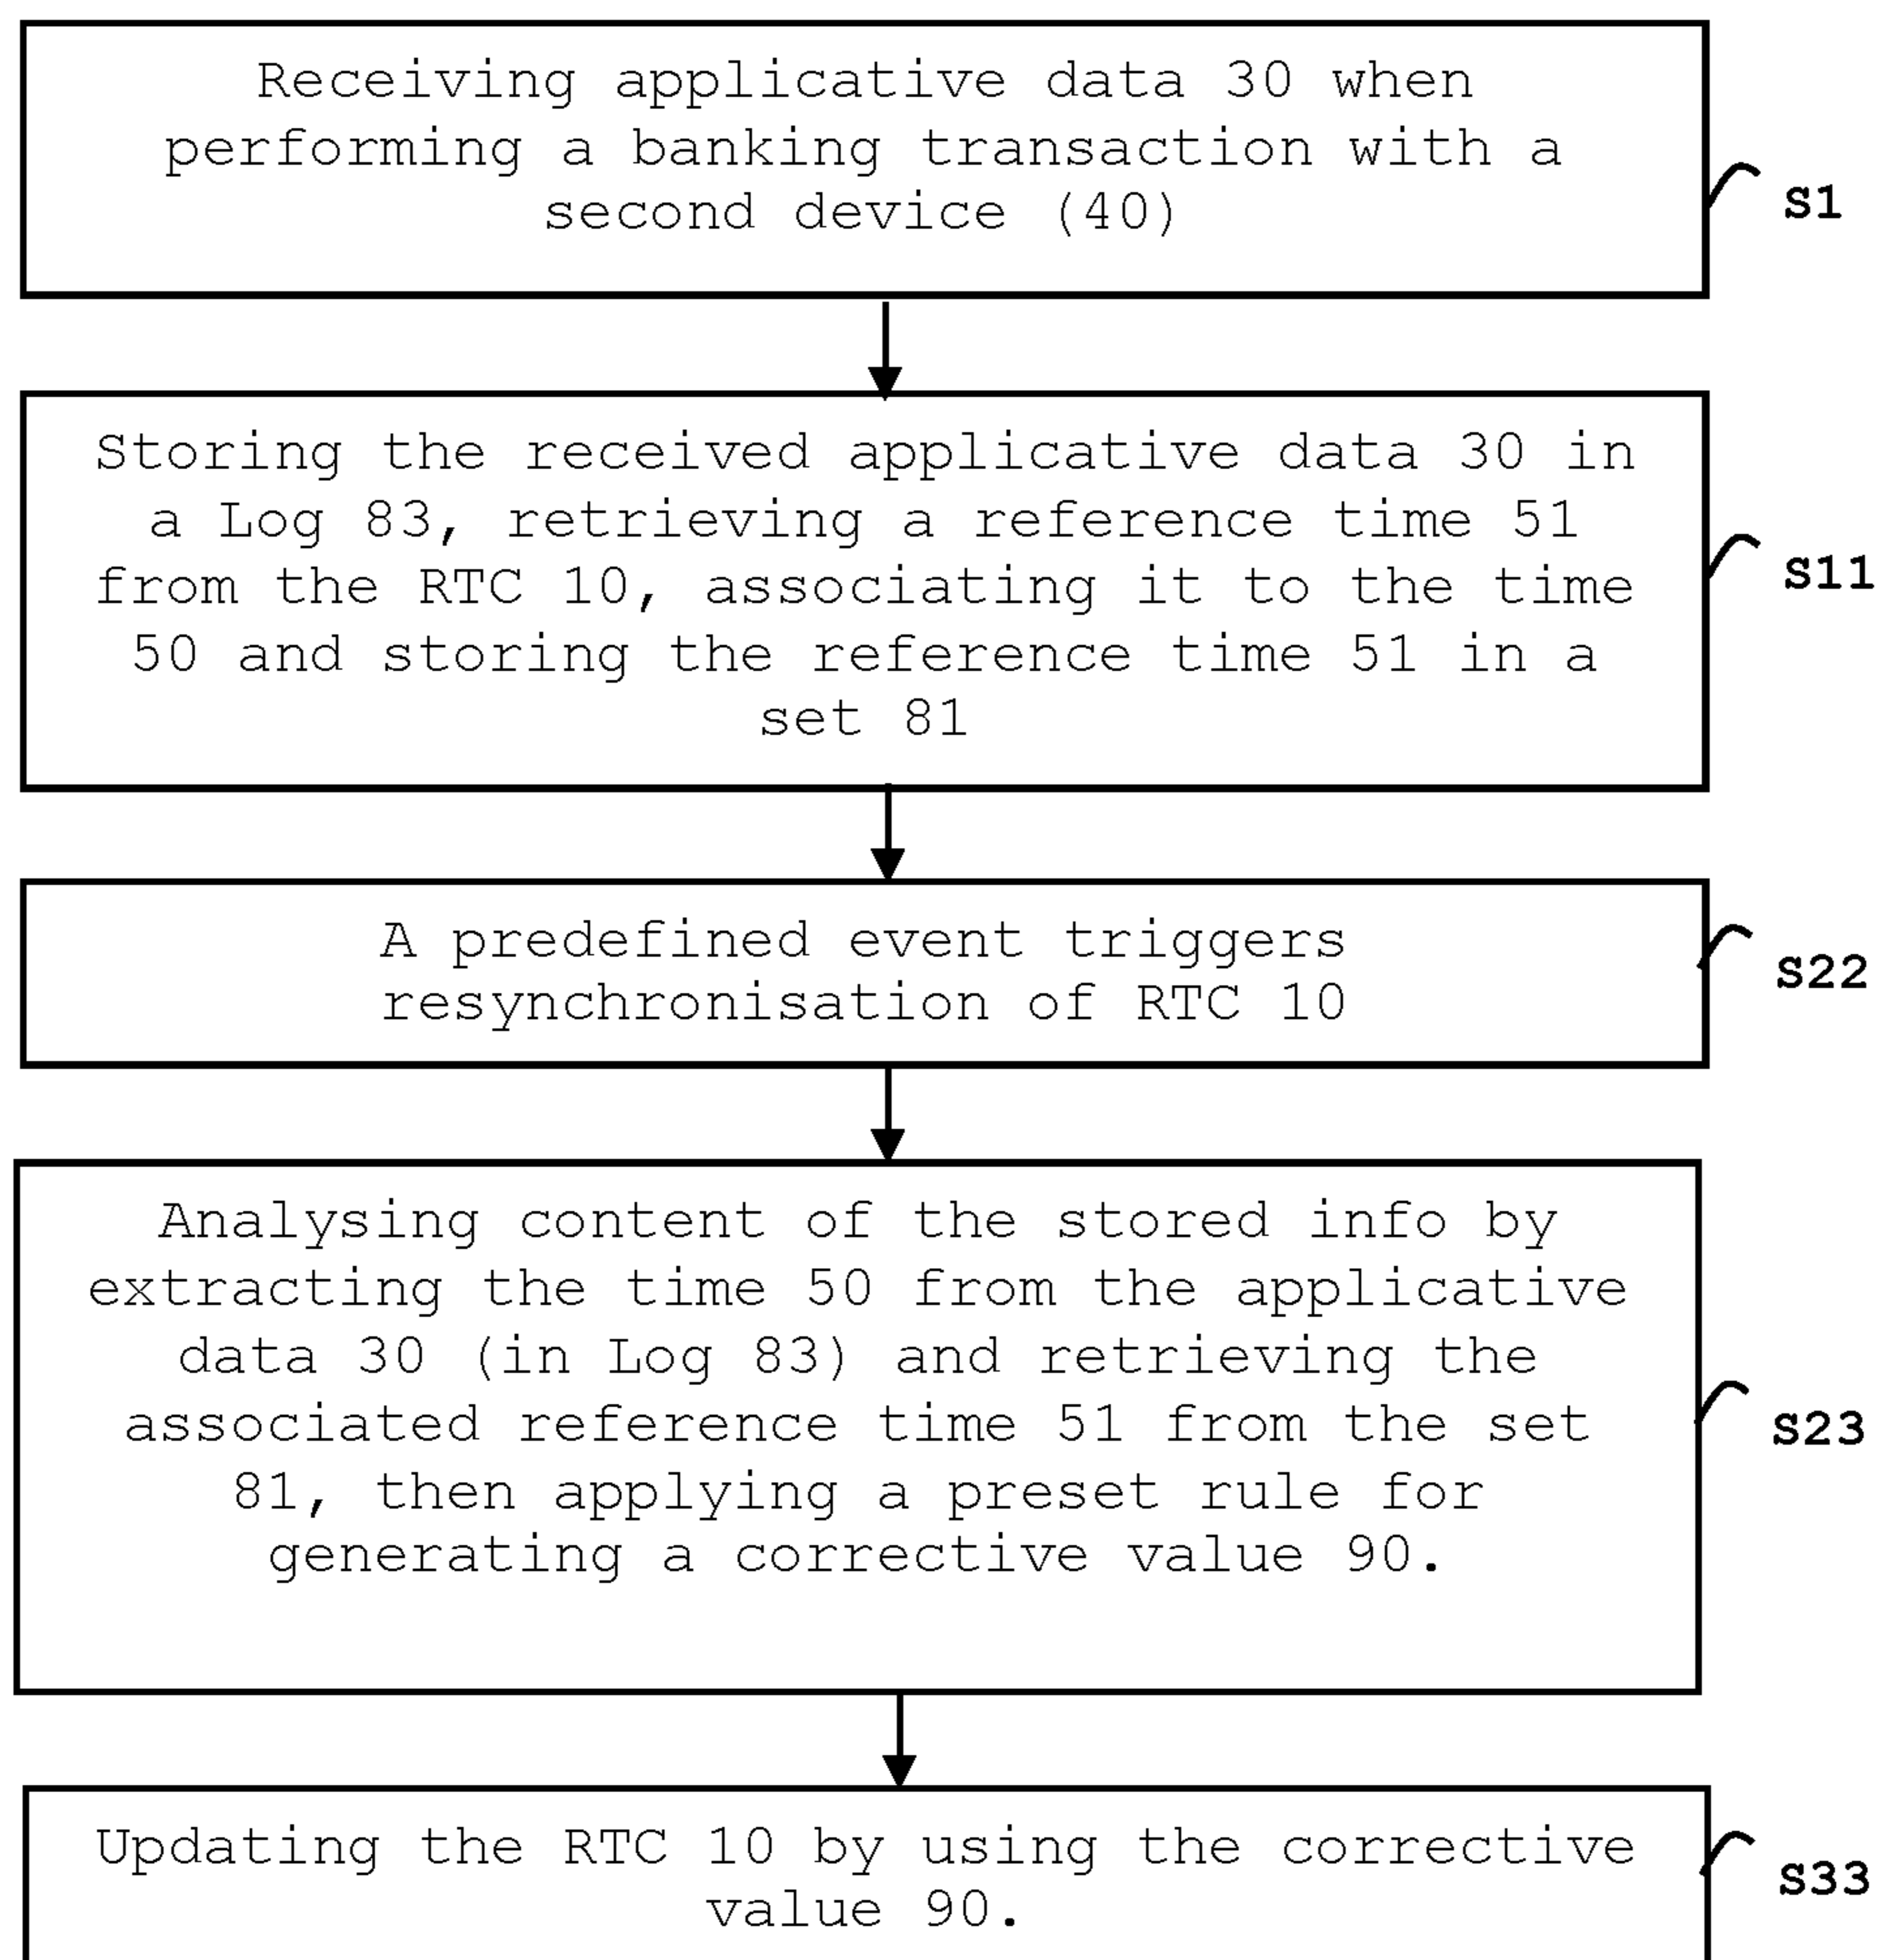 Receiving applicative data 30 when
performing a banking transaction with a
second device (40)
S1
Storing the received applicative data 30 in
a Log 83, retrieving a reference time 51
from the RTC 10, associating it to the time
50 and storing the reference time 51 in a
set 81
S11
A predefined event triggers
resynchronisation of RTC 10
S22
Analysing content of the stored info by
extracting the time 50 from the applicative
data 30 (in Log 83) and retrieving the
associated reference time 51 from the set
81, then applying a preset rule for
generating a corrective value 90.
S23
Updating the RTC 10 by using the corrective
value 90.
S33